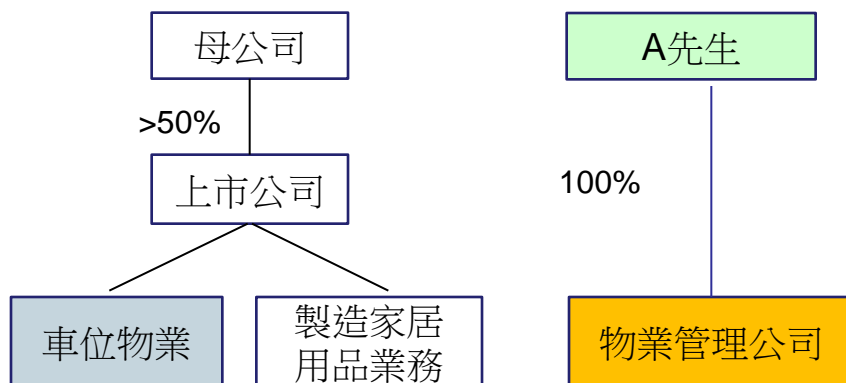 母公司
A先生
>50%
上市公司
100%
車位物業
製造家居
用品業務
物業管理公司